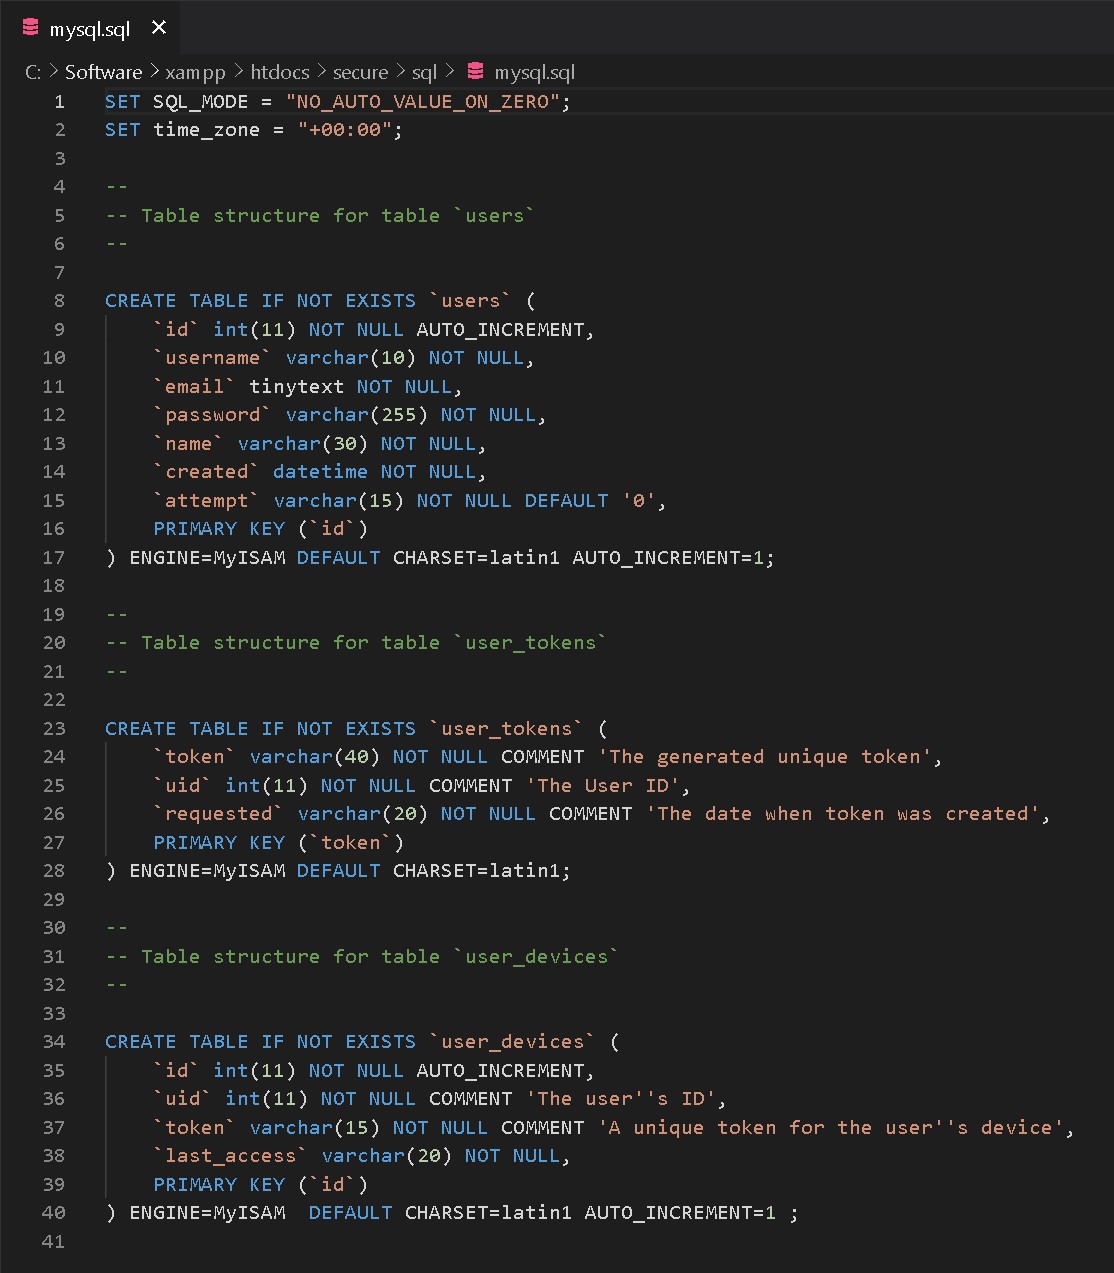 mysql.sql ×
C: > Software > xampp > htdocs > secure > sql > mysql.sql
1 SET SQL_MODE = "NO_AUTO_VALUE_ON_ZERO";
2 SET time_zone = "+00:00";
3
4 --
5 -- Table structure for table `users`
6 --
7
8 CREATE TABLE IF NOT EXISTS `users` (
9     `id` int(11) NOT NULL AUTO_INCREMENT,
10     `username` varchar(10) NOT NULL,
11     `email` tinytext NOT NULL,
12     `password` varchar(255) NOT NULL,
13     `name` varchar(30) NOT NULL,
14     `created` datetime NOT NULL,
15     `attempt` varchar(15) NOT NULL DEFAULT '0',
16     PRIMARY KEY (`id`)
17 ) ENGINE=MyISAM DEFAULT CHARSET=latin1 AUTO_INCREMENT=1;
18
19 --
20 -- Table structure for table `user_tokens`
21 --
22
23 CREATE TABLE IF NOT EXISTS `user_tokens` (
24     `token` varchar(40) NOT NULL COMMENT 'The generated unique token',
25     `uid` int(11) NOT NULL COMMENT 'The User ID',
26     `requested` varchar(20) NOT NULL COMMENT 'The date when token was created',
27     PRIMARY KEY (`token`)
28 ) ENGINE=MyISAM DEFAULT CHARSET=latin1;
29
30 --
31 -- Table structure for table `user_devices`
32 --
33
34 CREATE TABLE IF NOT EXISTS `user_devices` (
35     `id` int(11) NOT NULL AUTO_INCREMENT,
36     `uid` int(11) NOT NULL COMMENT 'The user''s ID',
37     `token` varchar(15) NOT NULL COMMENT 'A unique token for the user''s device',
38     `last_access` varchar(20) NOT NULL,
39     PRIMARY KEY (`id`)
40 ) ENGINE=MyISAM  DEFAULT CHARSET=latin1 AUTO_INCREMENT=1 ;
41